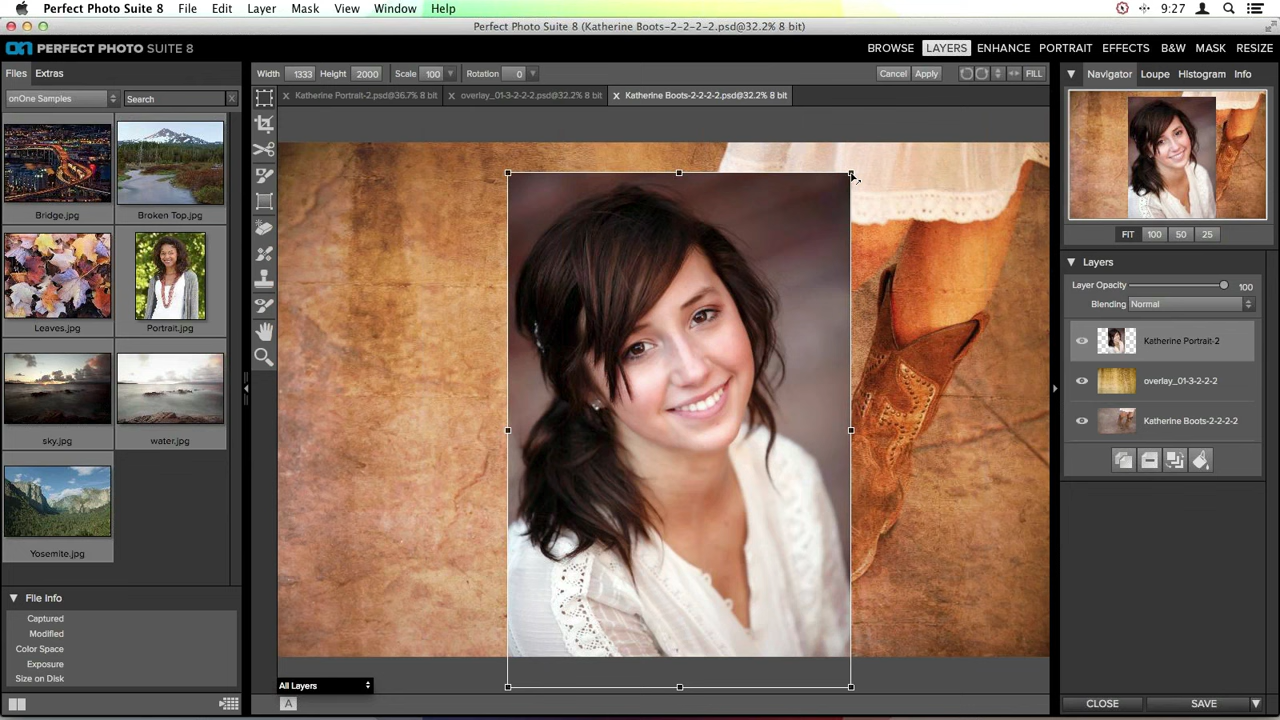 Perfect Photo Suite 8 File Edit Layer Mask View Window Help 9:27
Perfect Photo Suite 8 (Katherine Boots-2-2-2-2.psd@32.2% 8 bit)
on PERFECT PHOTO SUITE 8 BROWSE LAYERS ENHANCE PORTRAIT EFFECTS B&W MASK RESIZE
Files Extras Width 1333 Height 2000 Scale 100 Rotation 0 Cancel Apply FILL Navigator Loupe Histogram Info
onOne Samples Search X
X Katherine Portrait-2.psd@36.7% 8 bit X overlay_01-3-2-2-2.psd@32.2% 8 bit X Katherine Boots-2-2-2-2.psd@32.2% 8 bit
Bridge.jpg Broken Top.jpg
FIT 100 50 25
Layers
Layer Opacity 100
Blending Normal
Leaves.jpg Portrait.jpg
Katherine Portrait-2
overlay_01-3-2-2-2
Katherine Boots-2-2-2-2
sky.jpg water.jpg
Yosemite.jpg
File Info
Captured
Modified
Color Space
Exposure
Size on Disk
All Layers
A
CLOSE SAVE